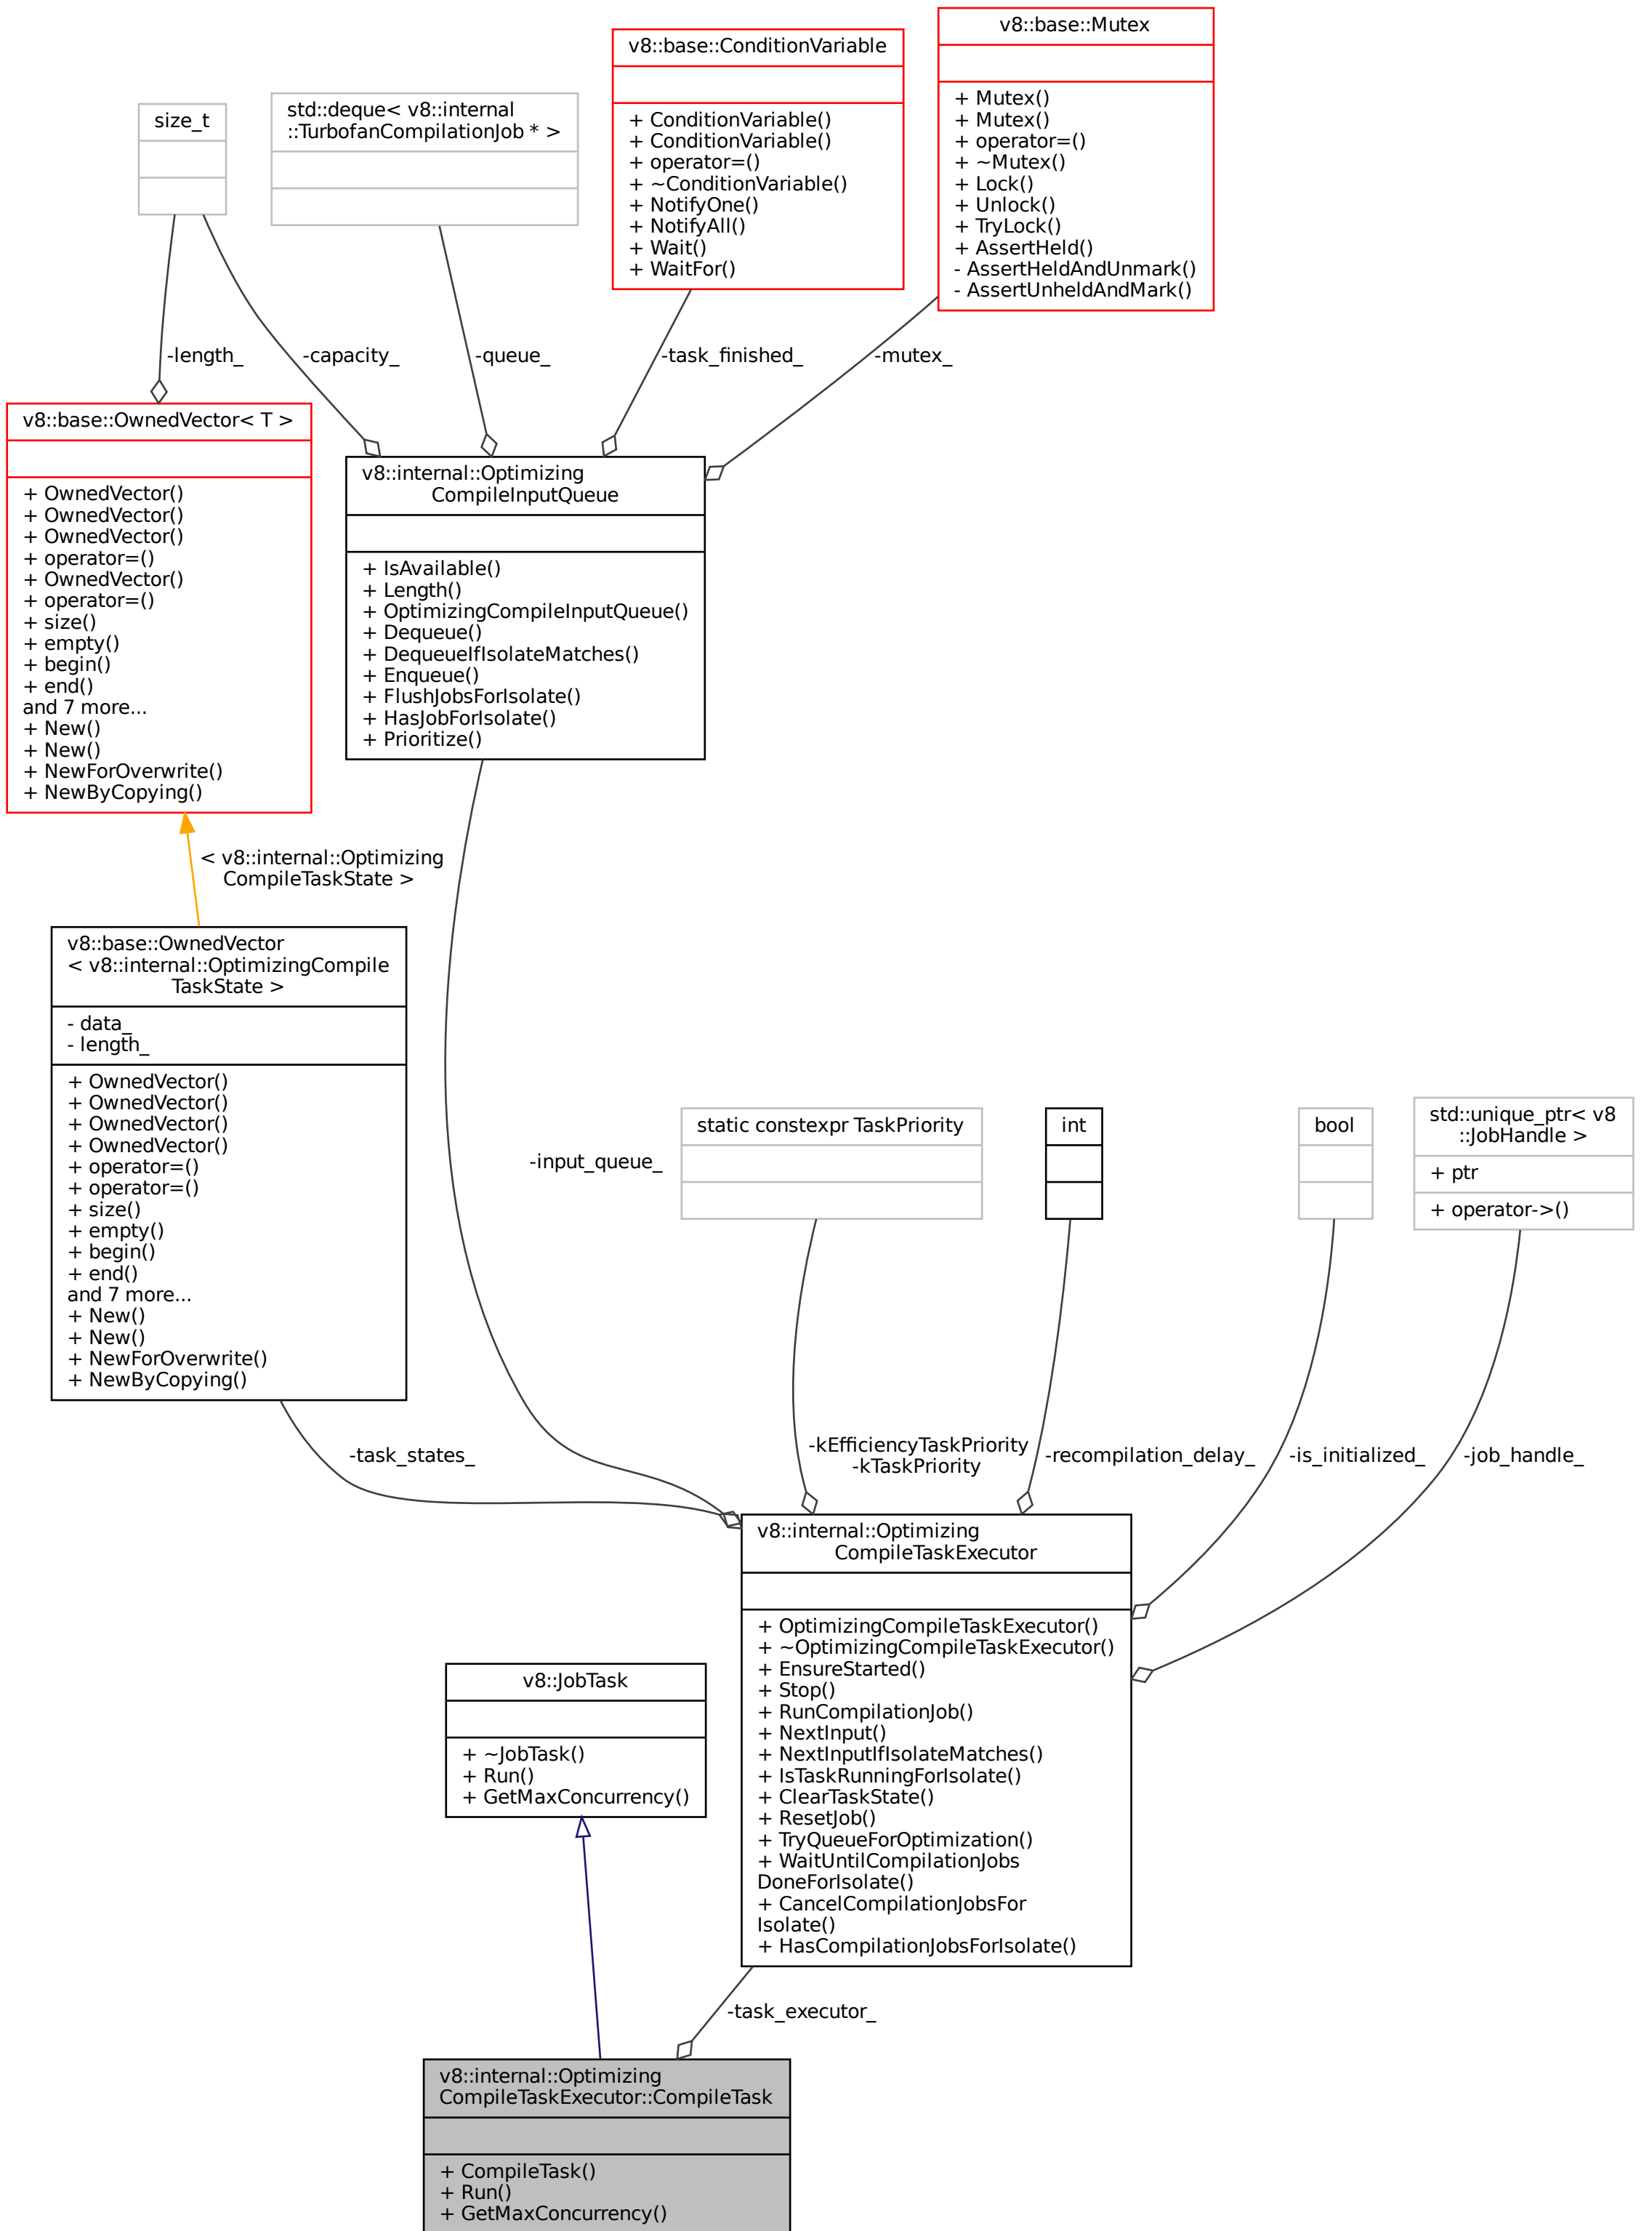 v8::base::Mutex
+ Mutex()
+ Mutex()
+ operator=()
+ ~Mutex()
+ Lock()
+ Unlock()
+ TryLock()
+ AssertHeld()
- AssertHeldAndUnmark()
- AssertUnheldAndMark()
v8::base::ConditionVariable
+ ConditionVariable()
+ ConditionVariable()
+ operator=()
+ ~ConditionVariable()
+ NotifyOne()
+ NotifyAll()
+ Wait()
+ WaitFor()
std::deque< v8::internal
::TurbofanCompilationJob * >
size_t
-length_
-capacity_
-queue_
-task_finished_
-mutex_
v8::base::OwnedVector< T >
+ OwnedVector()
+ OwnedVector()
+ OwnedVector()
+ operator=()
+ OwnedVector()
+ operator=()
+ size()
+ empty()
+ begin()
+ end()
and 7 more...
+ New()
+ New()
+ NewForOverwrite()
+ NewByCopying()
v8::internal::Optimizing
CompileInputQueue
+ IsAvailable()
+ Length()
+ OptimizingCompileInputQueue()
+ Dequeue()
+ DequeueIfIsolateMatches()
+ Enqueue()
+ FlushJobsForIsolate()
+ HasJobForIsolate()
+ Prioritize()
< v8::internal::Optimizing
CompileTaskState >
v8::base::OwnedVector
< v8::internal::OptimizingCompile
TaskState >
- data_
- length_
+ OwnedVector()
+ OwnedVector()
+ OwnedVector()
+ OwnedVector()
+ operator=()
+ operator=()
+ size()
+ empty()
+ begin()
+ end()
and 7 more...
+ New()
+ New()
+ NewForOverwrite()
+ NewByCopying()
-input_queue_
static constexpr TaskPriority
int
bool
std::unique_ptr< v8
::JobHandle >
+ ptr
+ operator->()
-task_states_
-kEfficiencyTaskPriority
-kTaskPriority
-recompilation_delay_
-is_initialized_
-job_handle_
v8::internal::Optimizing
CompileTaskExecutor
+ OptimizingCompileTaskExecutor()
+ ~OptimizingCompileTaskExecutor()
+ EnsureStarted()
+ Stop()
+ RunCompilationJob()
+ NextInput()
+ NextInputIfIsolateMatches()
+ IsTaskRunningForIsolate()
+ ClearTaskState()
+ ResetJob()
+ TryQueueForOptimization()
+ WaitUntilCompilationJobs
DoneForIsolate()
+ CancelCompilationJobsFor
Isolate()
+ HasCompilationJobsForIsolate()
v8::JobTask
+ ~JobTask()
+ Run()
+ GetMaxConcurrency()
-task_executor_
v8::internal::Optimizing
CompileTaskExecutor::CompileTask
+ CompileTask()
+ Run()
+ GetMaxConcurrency()